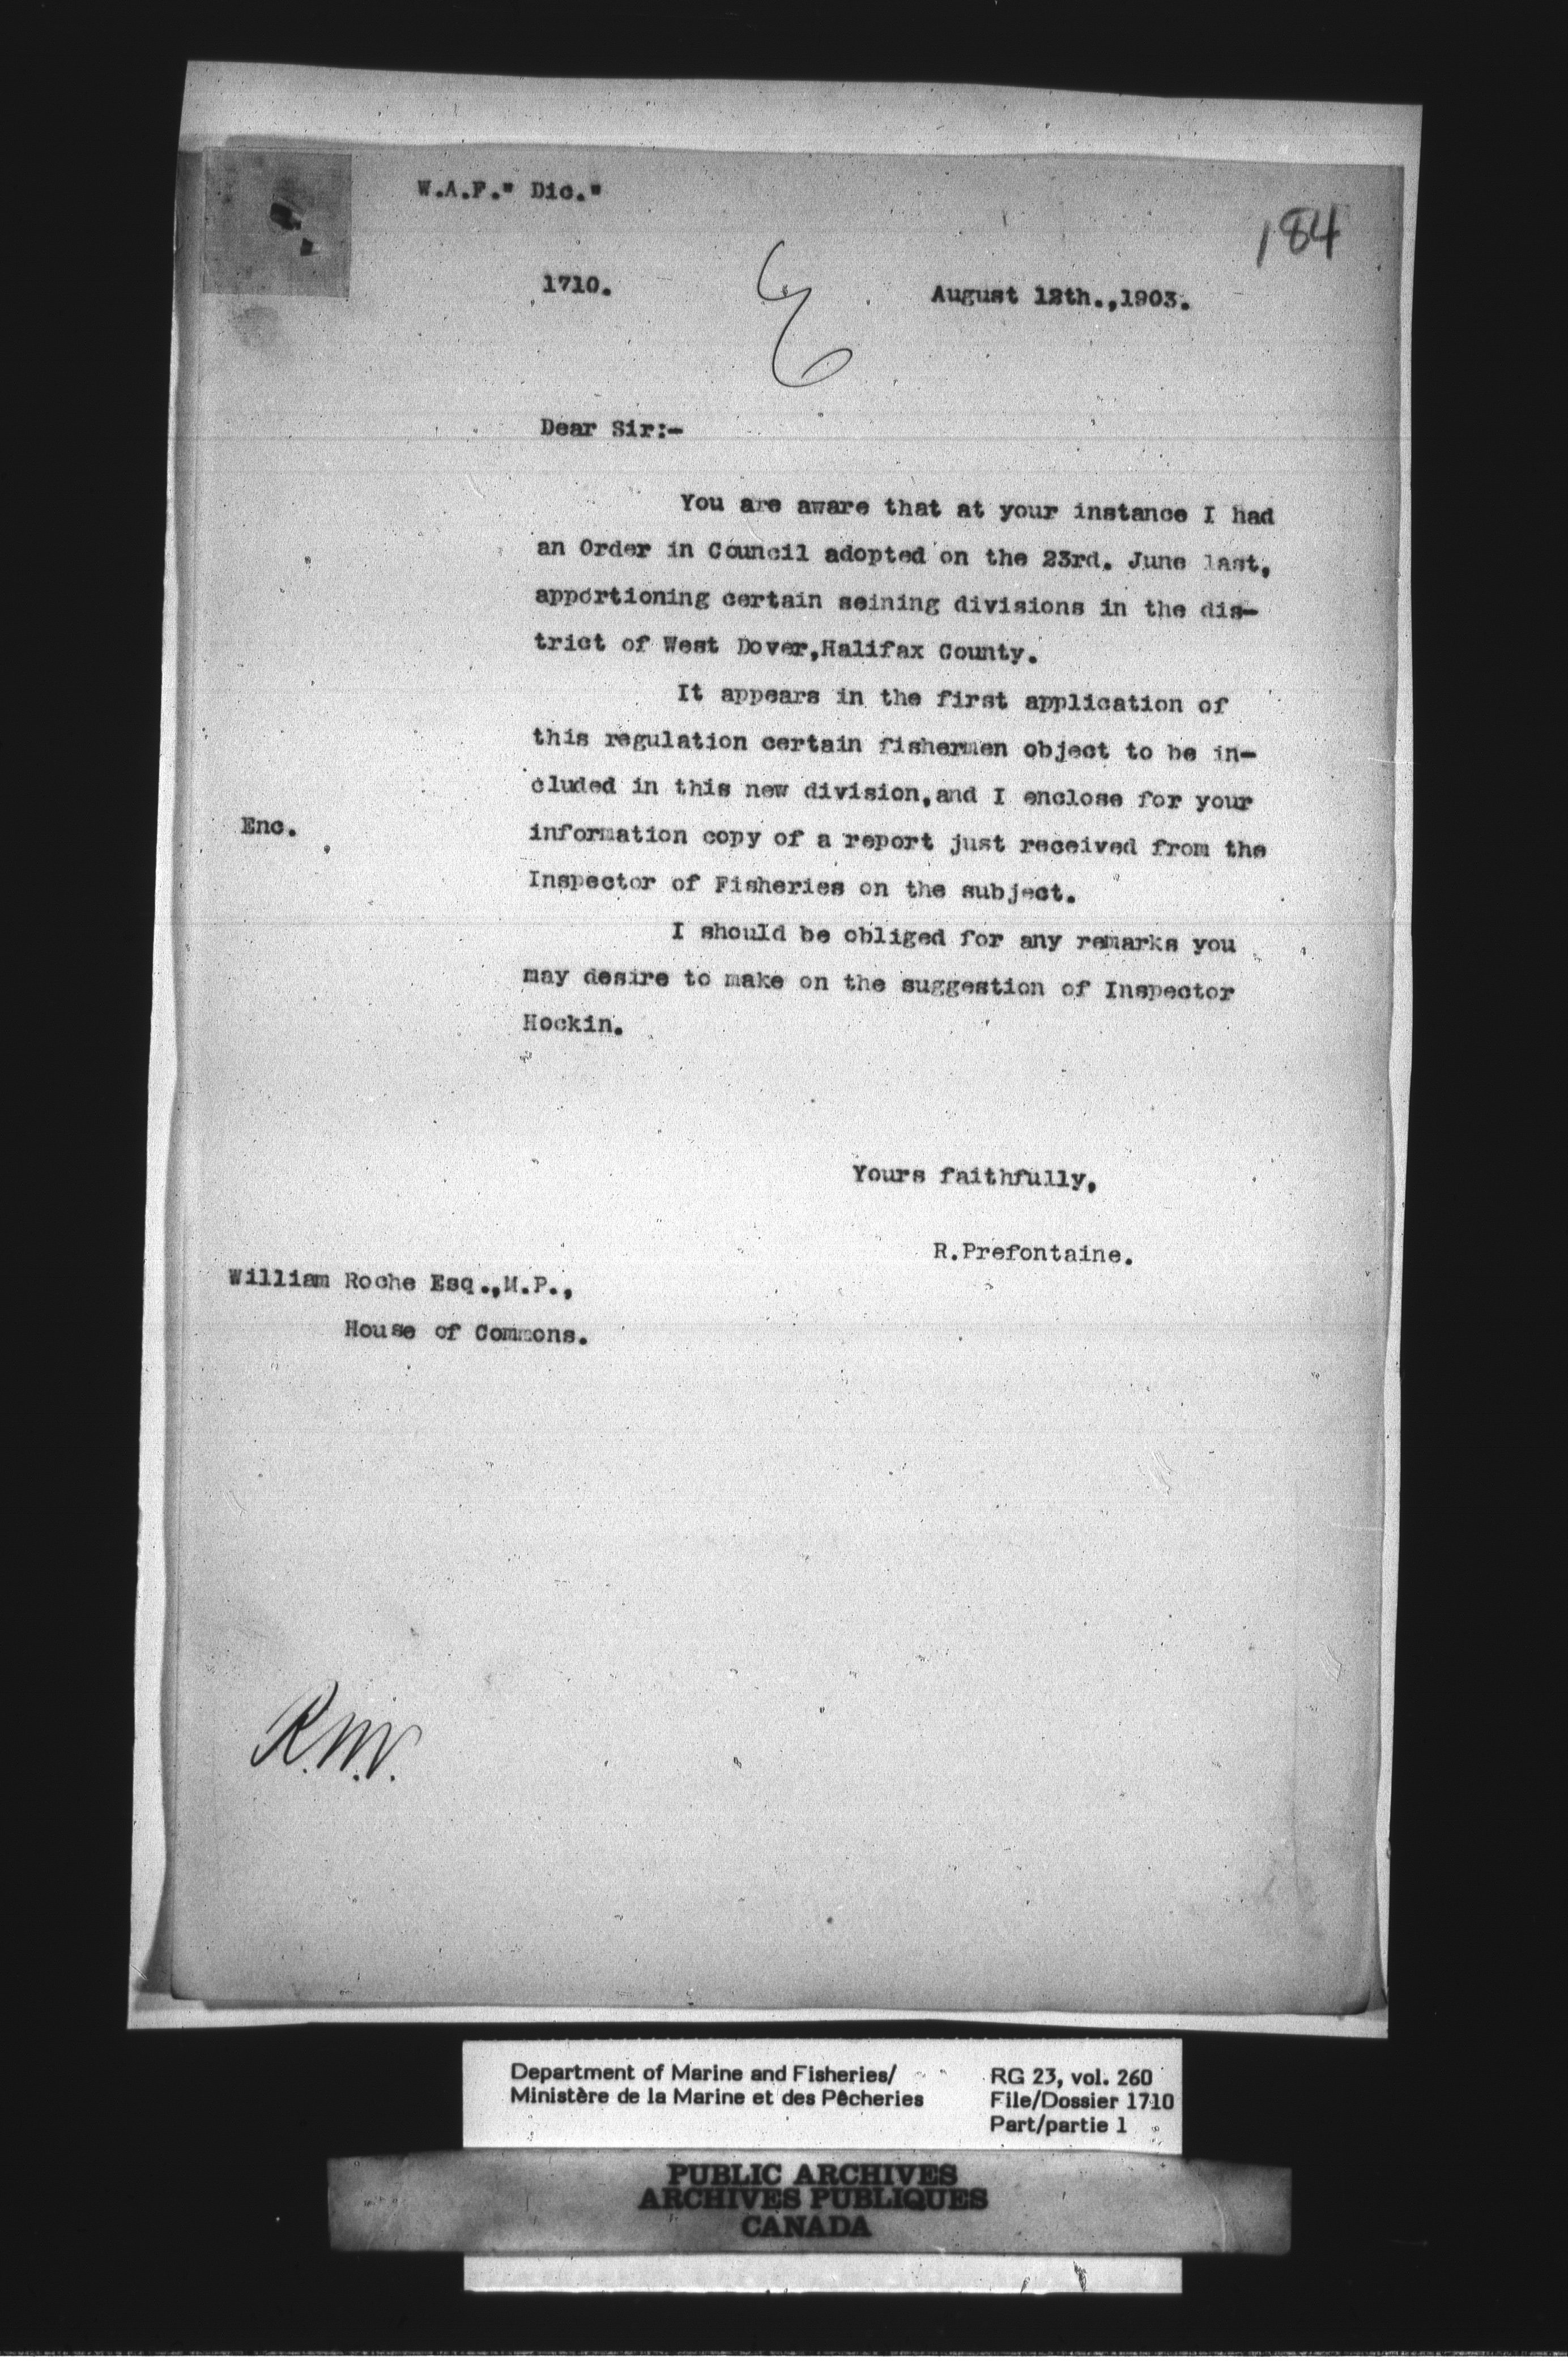 W.A.F." Dic."
184
1710.
August 12th.,1903.
Dear Sir:-
You are aware that at your instance I had
an Order in Council adopted on the 23rd. June last,
apportioning certain seining divisions in the dis-
trict of West Dover,Halifax County.
It appears in the first application of
this regulation certain fishermen object to be in-
cluded in this new division,and I enclose for your
Enc.
information copy of a report just received from the
Inspector of Fisheries on the subject.
I should be obliged for any remarks you
may desire to make on the suggestion of Inspector
Hockin.
Yours faithfully,
R.Prefontaine.
William Roche Esq.,M.P.,
House of Commons.
Department of Marine and Fisheries/
Ministère de la Marine et des Pêcheries
RG 23, vol. 260
File/Dossier 1710
Part/partie 1
PUBLIC ARCHIVES
ARCHIVES PUBLIQUES
CANADA